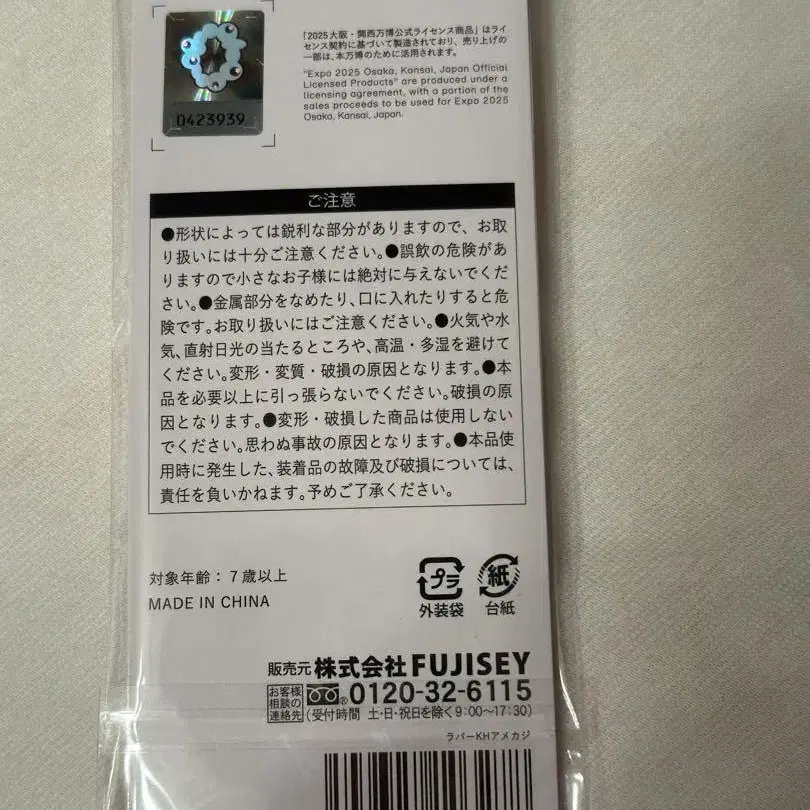 「2025大阪・関西万博公式ライセンス商品」はライ
センス契約に基づいて製造されており、売り上げの
一部は、本万博のために活用されます。
"Expo 2025 Osaka, Kansai, Japan Official
Licensed Products" are produced under a
licensing agreement, with a portion of the
sales proceeds to be used for Expo 2025
Osaka, Kansai, Japan.
0423939
ご注意
●形状によっては鋭利な部分がありますので、お取
り扱いには十分ご注意ください。●誤飲の危険があ
りますので小さなお子様には絶対に与えないでくだ
さい。●金属部分をなめたり、口に入れたりすると危
険です。お取り扱いにはご注意ください。●火気や水
気、直射日光の当たるところや、高温・多湿を避けて
ください。変形・変質・破損の原因となります。●本
品を必要以上に引っ張らないでください。破損の原
因となります。●変形・破損した商品は使用しない
でください。思わぬ事故の原因となります。●本品使
用時に発生した、装着品の故障及び破損については、
責任を負いかねます。予めご了承ください。
対象年齢：7歳以上
MADE IN CHINA
プラ
外装袋
紙
台紙
販売元 株式会社FUJISEY
お客様
相談の
連絡先
0120-32-6115
(受付時間 土・日・祝日を除く9:00〜17:30)
ラバーKHアメカジ